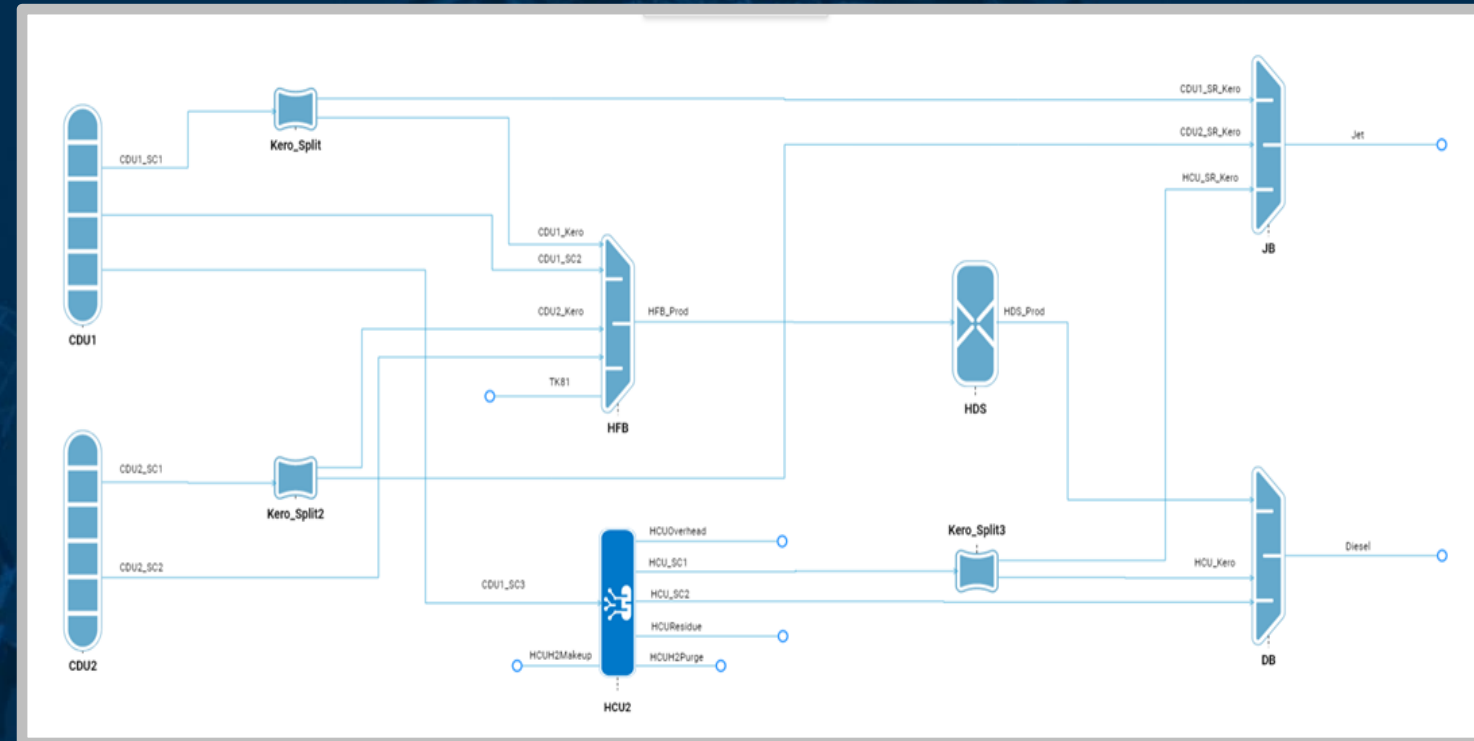 CDU1_SR_Kero
Kero_Split
CDU2_SR_Kero
Jet
CDU1_SC1
HCU_SR_Kero
CDU1_Kero
JB
CDU1_SC2
CDU2_Kero
HFB_Prod
HDS_Prod
CDU1
TK81
HDS
HFB
CDU2_SC1
Kero_Split2
HCUOverhead
Kero_Split3
Diesel
HCU_SC1
HCU_Kero
CDU2_SC2
CDU1_SC3
HCU_SC2
HCUResidue
HCUH2Makeup
HCUH2Purge
CDU2
DB
HCU2